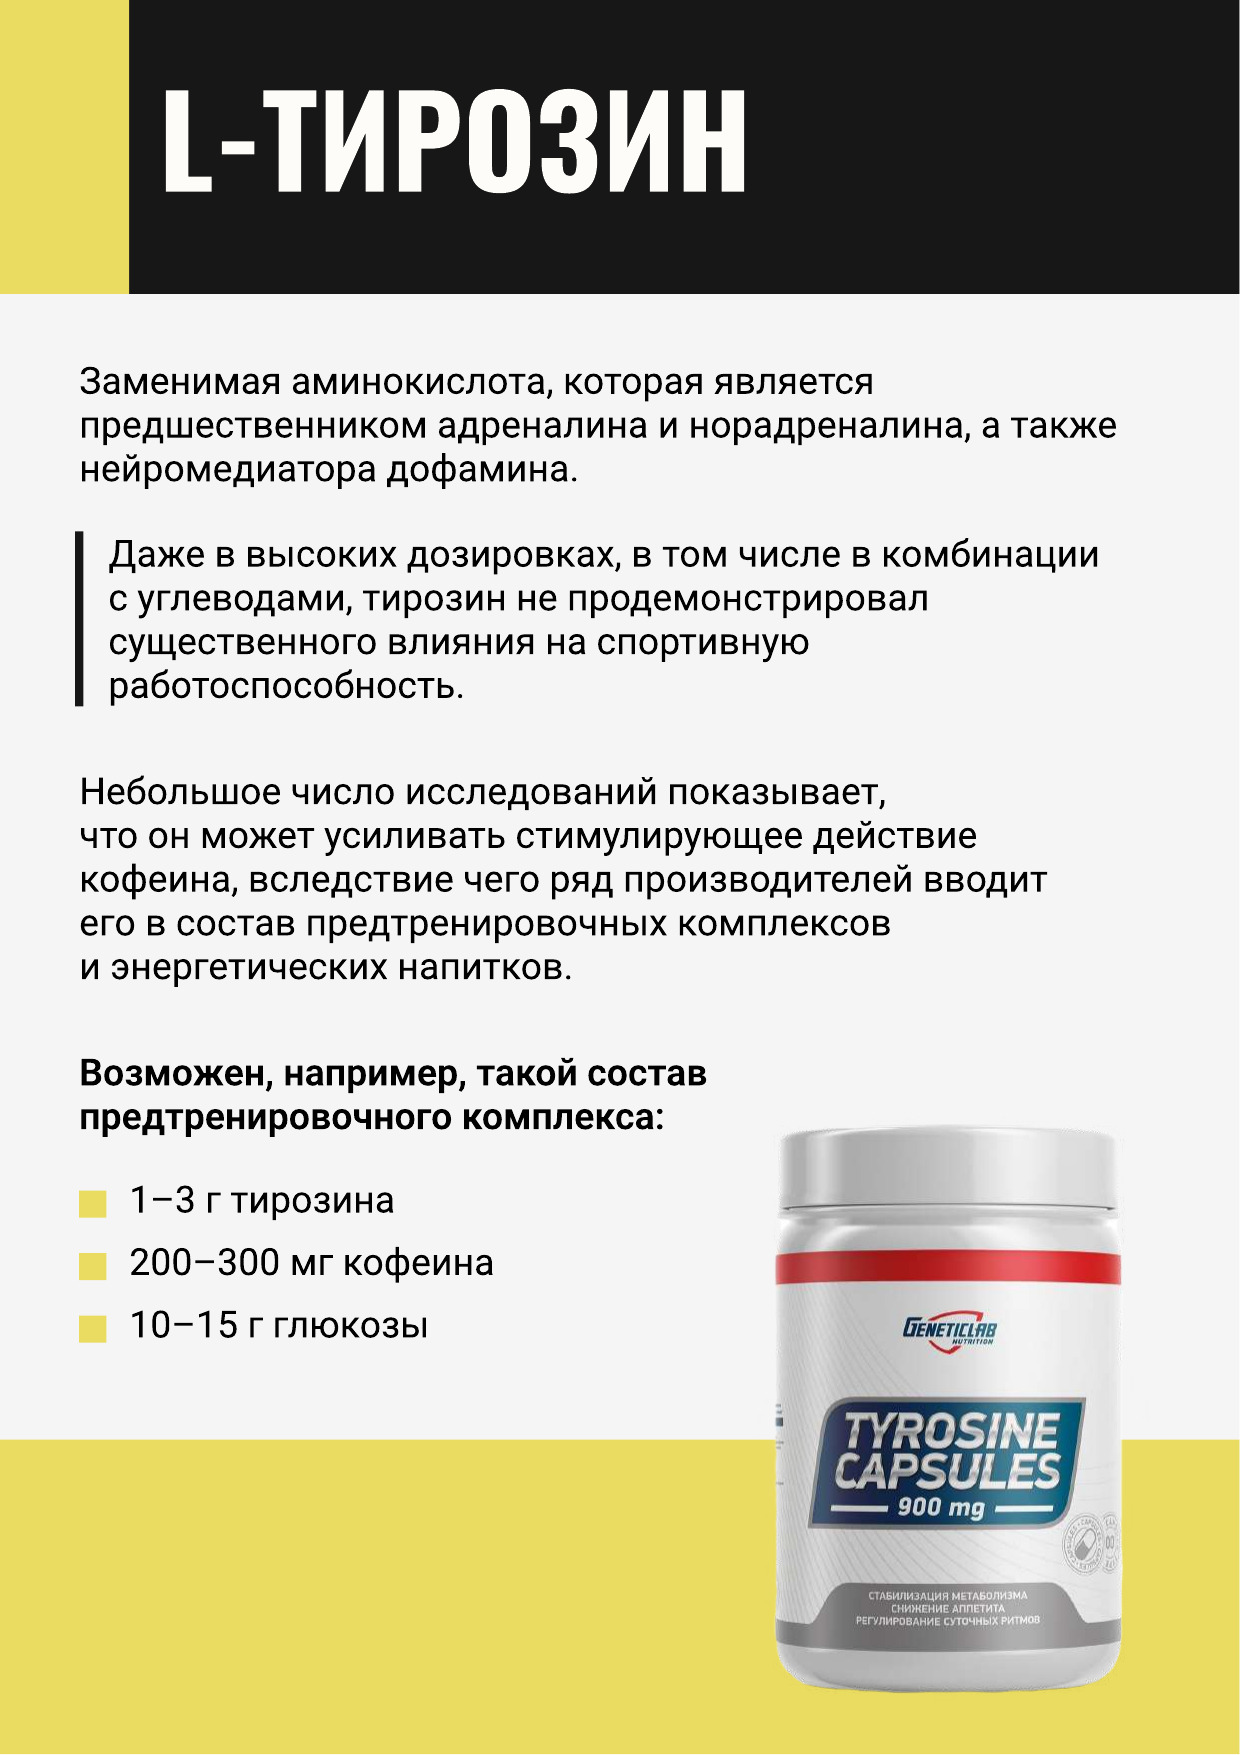 L-ТИРОЗИН
Заменимая аминокислота, которая является
предшественником адреналина и норадреналина, а также
нейромедиатора дофамина.
Даже в высоких дозировках, в том числе в комбинации
с углеводами, тирозин не продемонстрировал
существенного влияния на спортивную
работоспособность.
Небольшое число исследований показывает,
что он может усиливать стимулирующее действие
кофеина, вследствие чего ряд производителей вводит
его в состав предтренировочных комплексов
и энергетических напитков.
Возможен, например, такой состав
предтренировочного комплекса:
1–3 г тирозина
200–300 мг кофеина
10–15 г глюкозы
GENETICLAB
NUTRITION
TYROSINE
CAPSULES
900 mg
СТАБИЛИЗАЦИЯ МЕТАБОЛИЗМА
СНИЖЕНИЕ АППЕТИТА
РЕГУЛИРОВАНИЕ СУТОЧНЫХ РИТМОВ